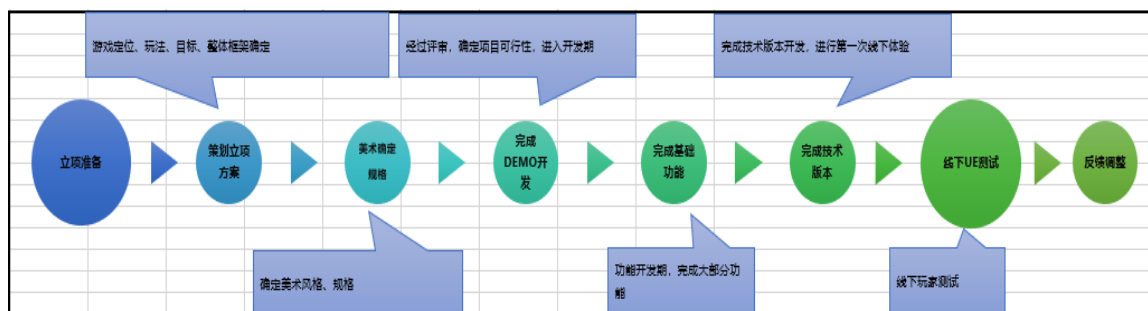 游戏定位、玩法、目标、整体框架确定
经过评审，确定项目可行性，进入开发期
完成技术版本开发，进行第一次线下体验
立项准备
策划立项
方案
美术确定
规格
完成
DEMO开
发
完成基础
功能
完成技术
版本
线下UE测试
反馈调整
确定美术风格、规格
功能开发期，完成大部分功
能
线下玩家测试